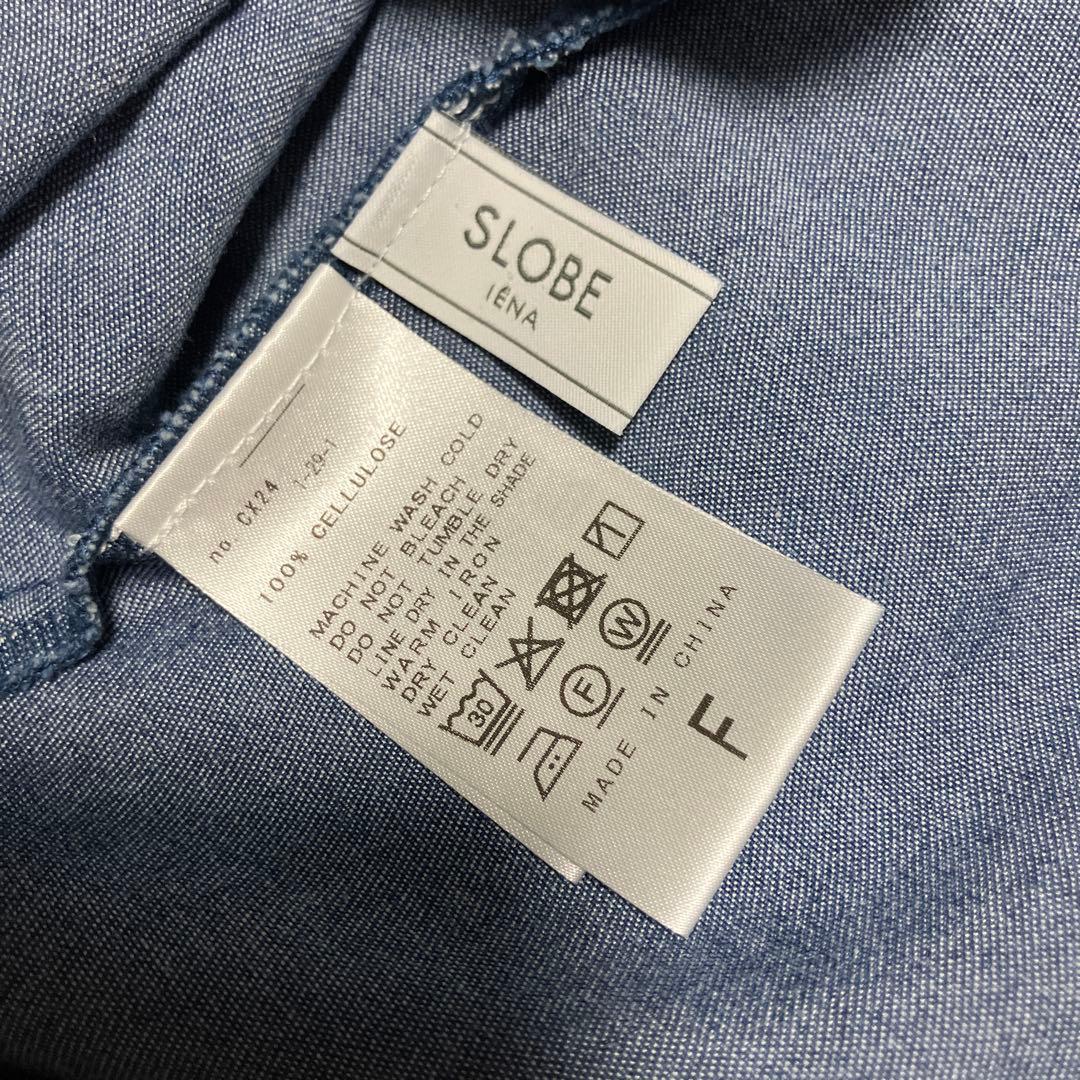 SLOBE
IÉNA
no. CX24
1-29-1
100% CELLULOSE
MACHINE WASH COLD
DO NOT BLEACH
DO NOT TUMBLE DRY
LINE DRY IN THE SHADE
WARM IRON
DRY CLEAN
WET CLEAN
30
F
W
MADE IN CHINA
F